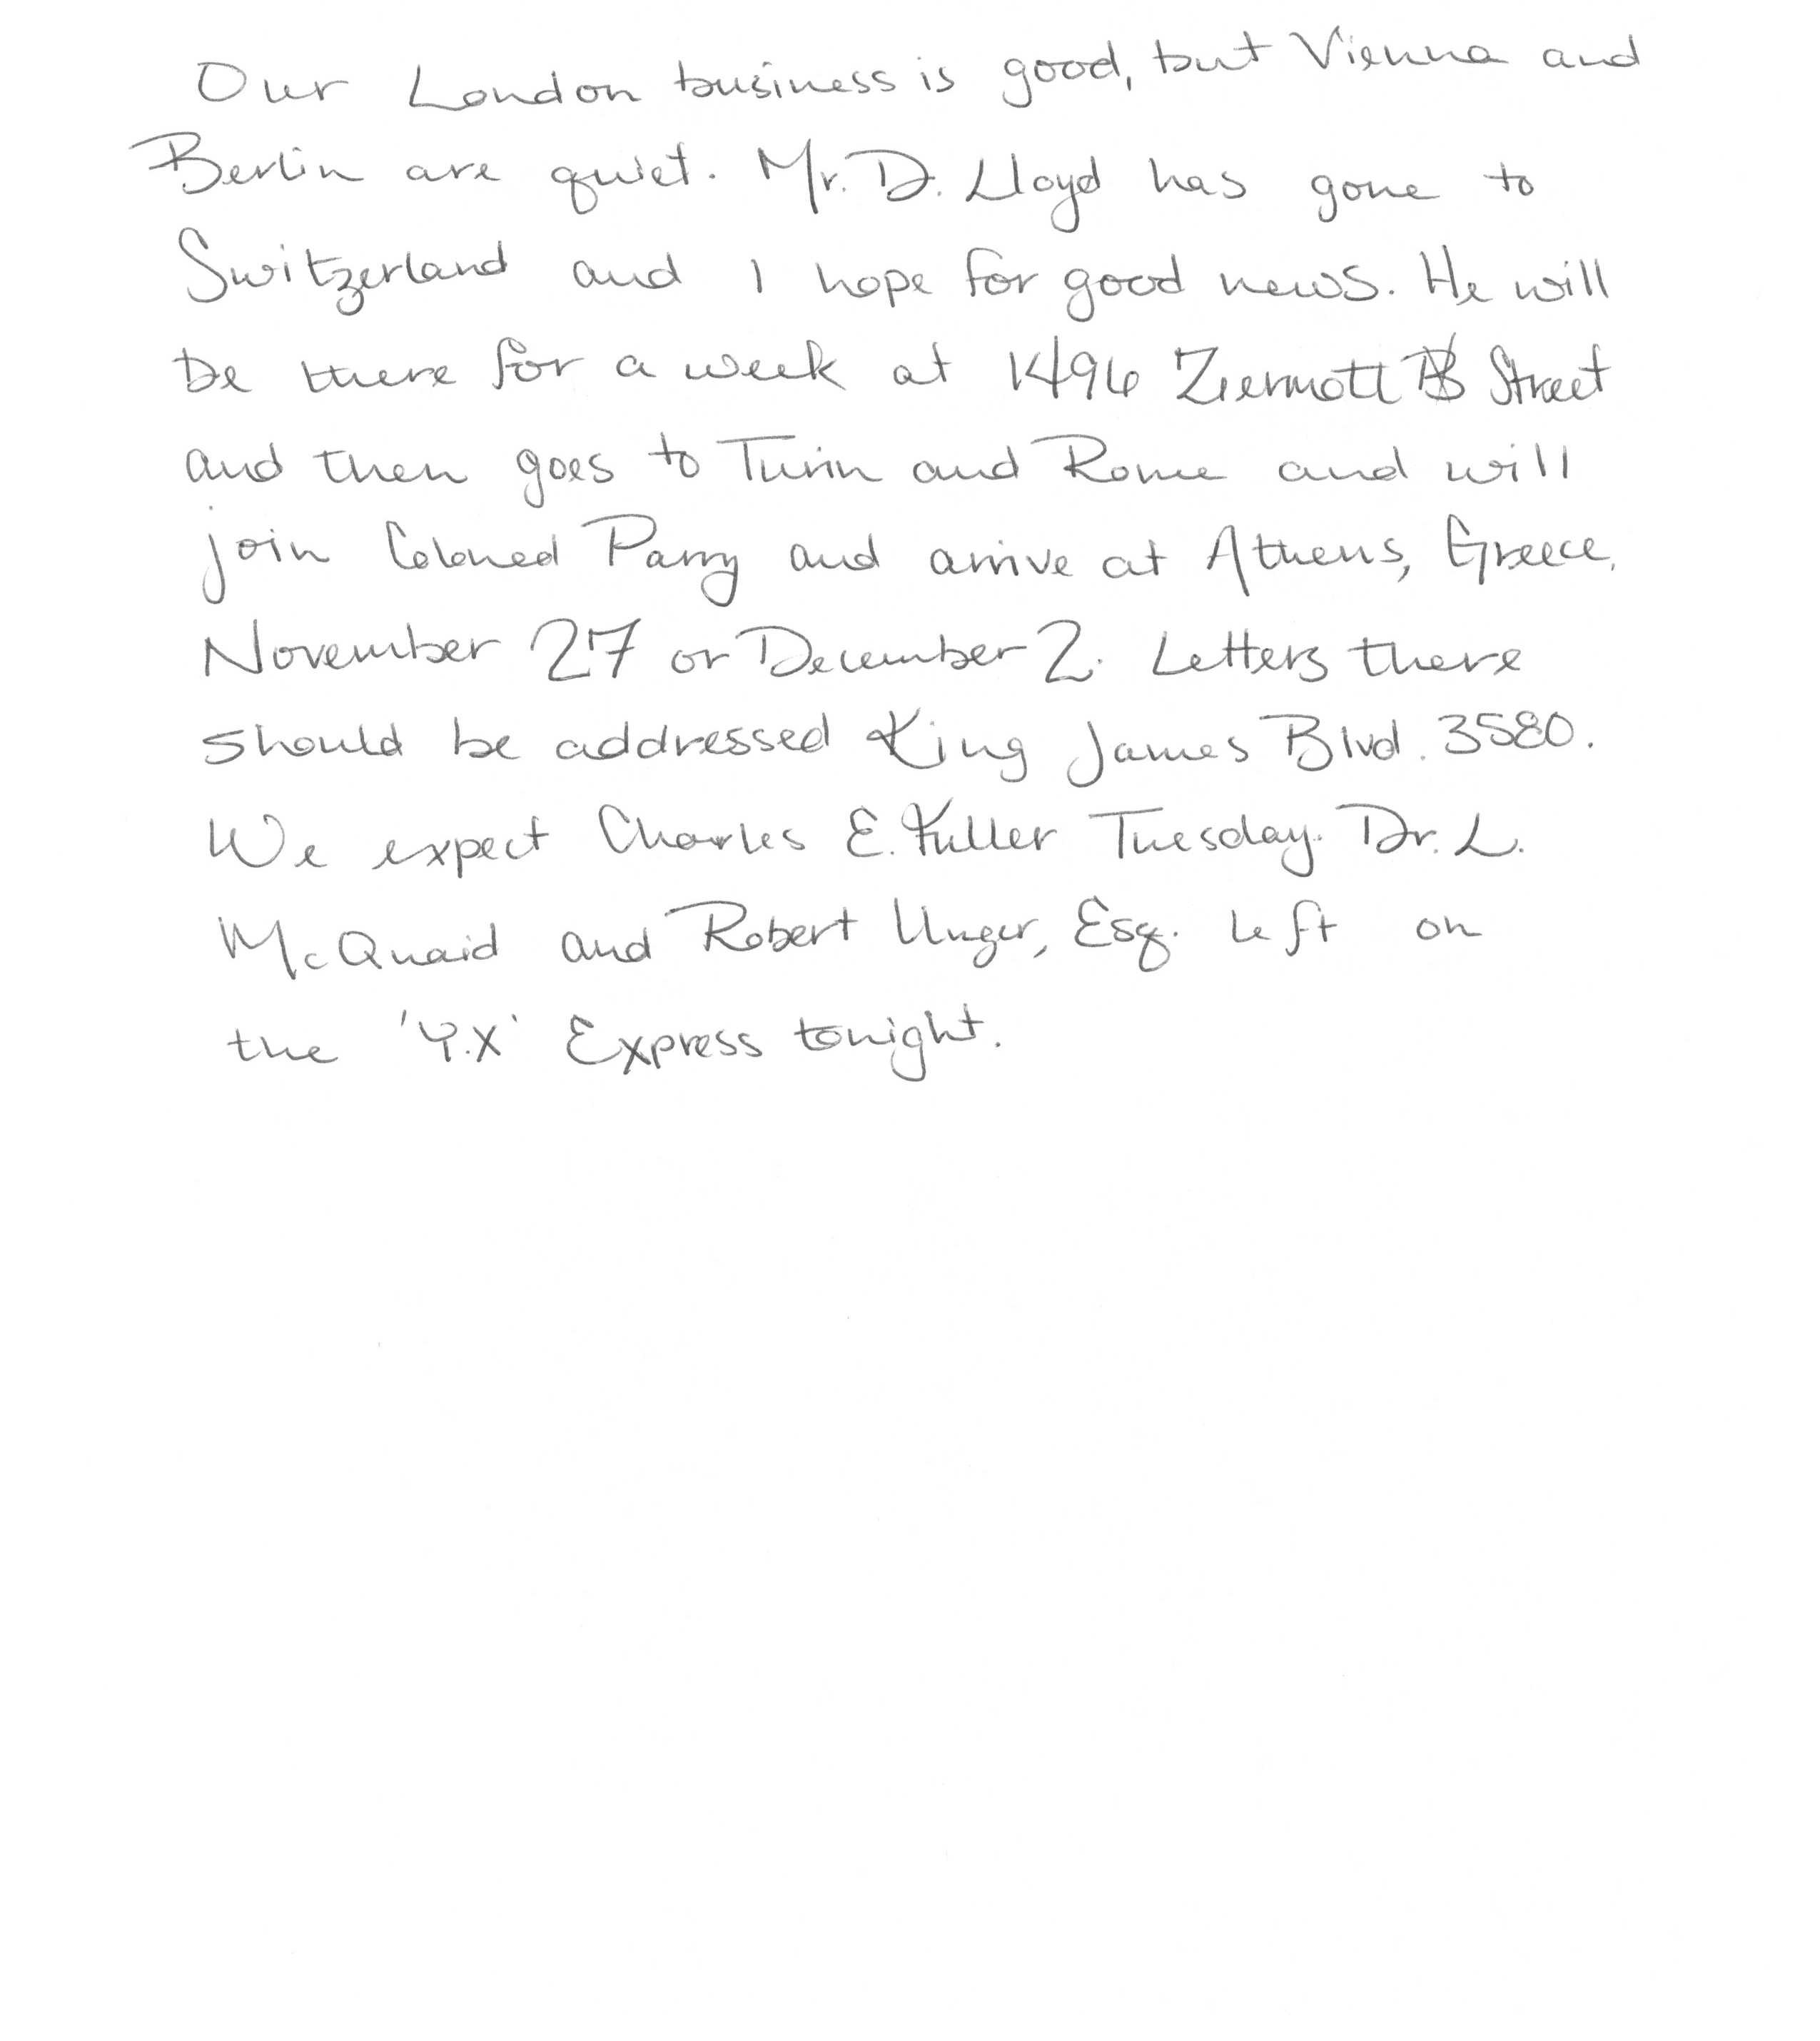 Our London business is good, but Vienna and
Berlin are quiet. Mr. D. Lloyd has gone to
Switzerland and I hope for good news. He will
be there for a week at 1496 Zermott Street
and then goes to Turin and Rome and will
join Colonel Parry and arrive at Athens, Greece,
November 27 or December 2. Letters there
should be addressed King James Blvd. 3580.
We expect Charles E. Fuller Tuesday. Dr. L.
McQuaid and Robert Unger, Esq. left on
the 'Y.X' Express tonight.